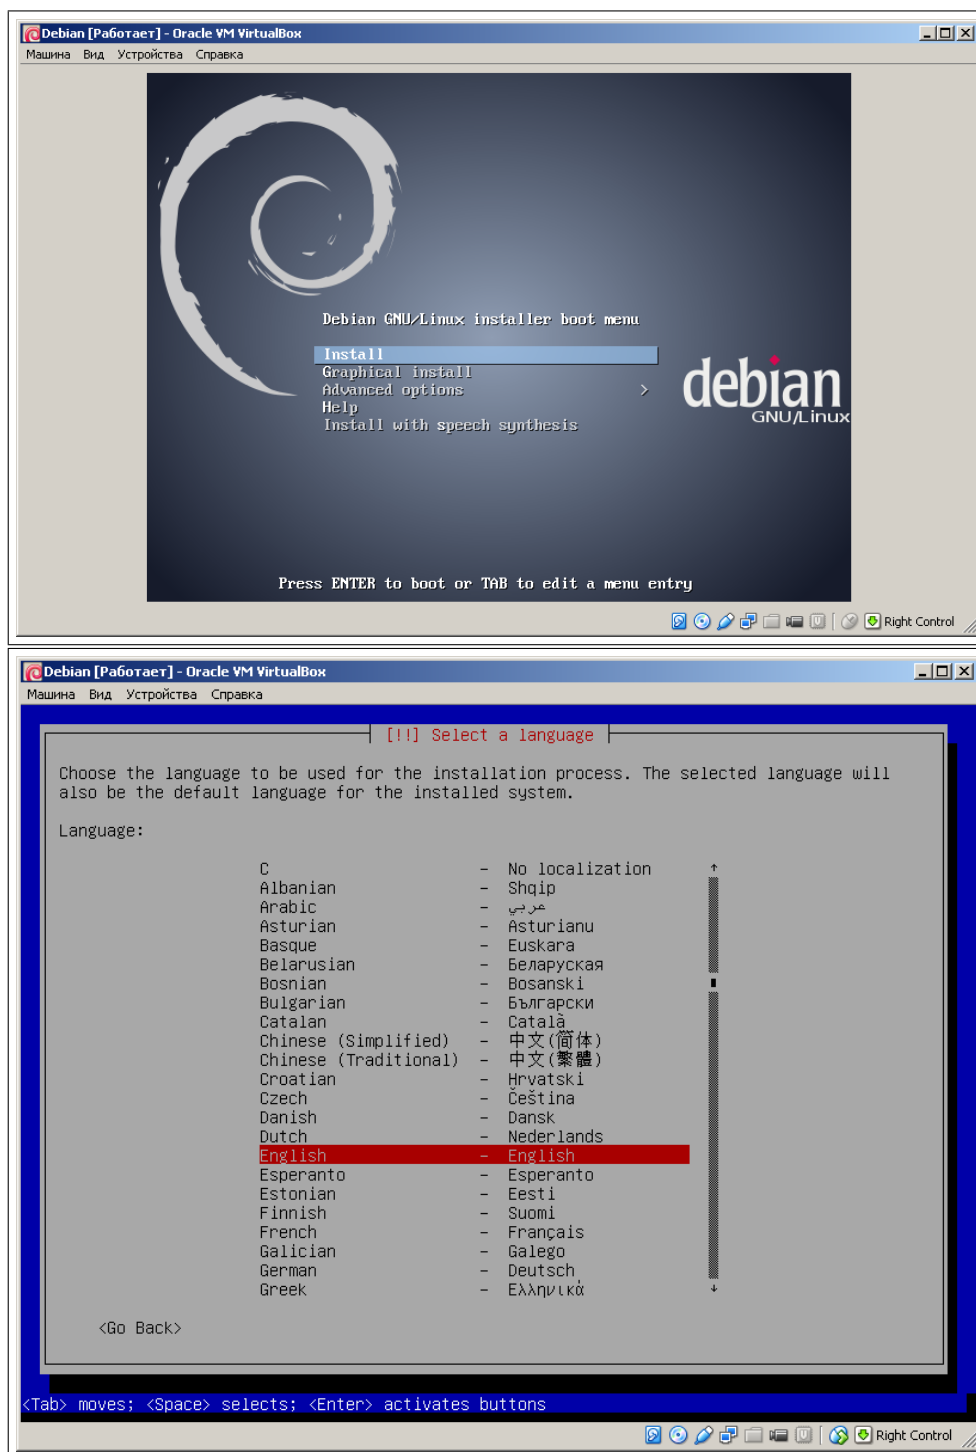 Debian [Работает] - Oracle VM VirtualBox
Машина Вид Устройства Справка
Debian GNU/Linux installer boot menu
Install
Graphical install
Advanced options >
Help
Install with speech synthesis
debian
GNU/Linux
Press ENTER to boot or TAB to edit a menu entry
Right Control
Debian [Работает] - Oracle VM VirtualBox
Машина Вид Устройства Справка
[!!] Select a language
Choose the language to be used for the installation process. The selected language will
also be the default language for the installed system.
Language:
C - No localization
Albanian - Shqip
Arabic - عربي
Asturian - Asturianu
Basque - Euskara
Belarusian - Беларуская
Bosnian - Bosanski
Bulgarian - Български
Catalan - Català
Chinese (Simplified) - 中文(简体)
Chinese (Traditional) - 中文(繁體)
Croatian - Hrvatski
Czech - Čeština
Danish - Dansk
Dutch - Nederlands
English - English
Esperanto - Esperanto
Estonian - Eesti
Finnish - Suomi
French - Français
Galician - Galego
German - Deutsch
Greek - Ελληνικά
<Go Back>
<Tab> moves; <Space> selects; <Enter> activates buttons
Right Control